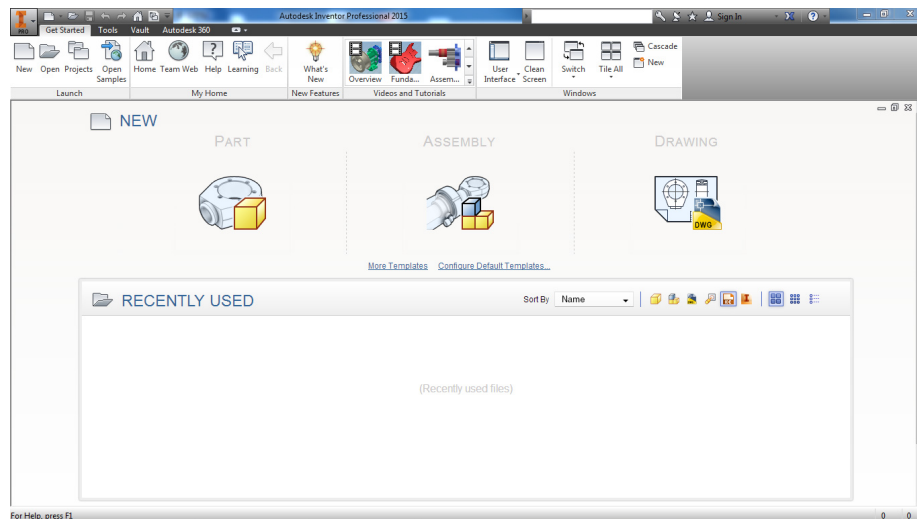 Autodesk Inventor Professional 2015
Sign In
PRO
Get Started Tools Vault Autodesk 360
New Open Projects Open Samples Home Team Web Help Learning Back What's New Overview Funda... Assem... User Interface Clean Screen Switch Tile All Cascade
New
Launch My Home New Features Videos and Tutorials Windows
NEW
PART ASSEMBLY DRAWING
DWG
More Templates Configure Default Templates...
RECENTLY USED Sort By Name
(Recently used files)
For Help, press F1 0 0